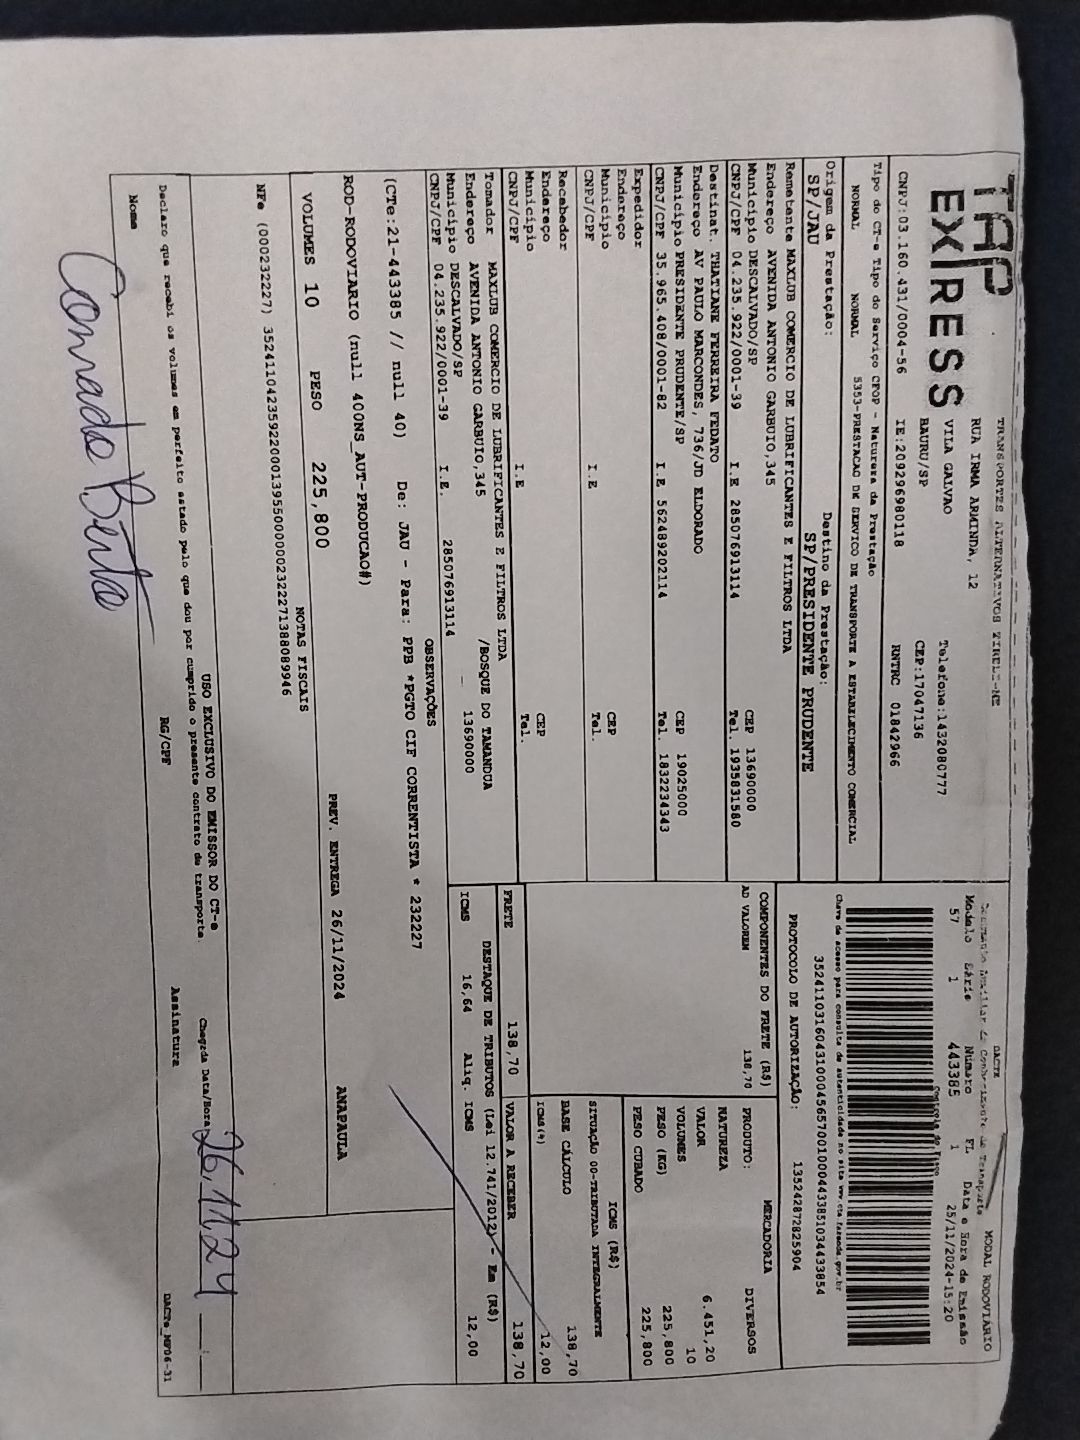 TAP
EXPRESS
TRANSPORTES ALTERNATIVOS
RUA IRMA ARMINDA, 12
VILA GALVAO Telefone:1432080777
BAURU/SP CEP:17047136
CNPJ:03.160.431/0004-56 IE:209296980118 RNTRC 01842966
Tipo do CT-e Tipo do Serviço CFOP - Natureza da Prestação
NORMAL NORMAL 5353-PRESTACAO DE SERVICO DE TRANSPORTE A ESTABELECIMENTO COMERCIAL
Origem da Prestação: Destino da Prestação:
SP/JAU SP/PRESIDENTE PRUDENTE
Remetente MAXLUB COMERCIO DE LUBRIFICANTES E FILTROS LTDA
Endereço AVENIDA ANTONIO GARBUIO,345
Município DESCALVADO/SP CEP 13690000
CNPJ/CPF 04.235.922/0001-39 I.E 285076913114 Tel. 1935831580
Destinat. THATIANE FERREIRA FEDATO
Endereço AV PAULO MARCONDES, 736/JD ELDORADO
Município PRESIDENTE PRUDENTE/SP CEP 19025000
CNPJ/CPF 35.965.408/0001-82 I.E 562489202114 Tel. 1832234343
Expedidor
Endereço
Município CEP
CNPJ/CPF I.E Tel.
Recebedor
Endereço
Município CEP
CNPJ/CPF I.E Tel.
Tomador MAXLUB COMERCIO DE LUBRIFICANTES E FILTROS LTDA
Endereço AVENIDA ANTONIO GARBUIO,345 /BOSQUE DO TAMANDUA
Município DESCALVADO/SP 13690000
CNPJ/CPF 04.235.922/0001-39 I.E. 285076913114
DACTE MODAL RODOVIÁRIO
Documento Auxiliar de Conhecimento de Transporte
Modelo Série Número FL Data e Hora de Emissão
57 1 443385 1 25/11/2024-15:20
Controle do Fisco
Chave de acesso para consulta de autenticidade no site www.cte.fazenda.gov.br
35241103160431000456570010004433851034433854
PROTOCOLO DE AUTORIZAÇÃO: 135242872825904
COMPONENTES DO FRETE (R$)
AD VALOREM 138,70
PRODUTO: MERCADORIA
NATUREZA DIVERSOS
VALOR 6.451,20
VOLUMES 10
PESO (KG) 225,800
PESO CUBADO 225,800
ICMS (R$)
SITUAÇÃO 00-TRIBUTADA INTEGRALMENTE
BASE CÁLCULO 138,70
ICMS(%) 12,00
FRETE 138,70 VALOR A RECEBER 138,70
DESTAQUE DE TRIBUTOS (Lei 12.741/2012) - Em (R$)
ICMS 16,64 Aliq. ICMS 12,00
OBSERVAÇÕES
(CTe:21-443385 // null 40) De: JAU - Para: PPB *PGTO CIF CORRENTISTA * 232227
ROD-RODOVIARIO (null 400NS_AUT-PRODUCAO#)
VOLUMES 10 PESO 225,800 PREV. ENTREGA 26/11/2024 ANAPAULA
NOTAS FISCAIS
NFe (000232227) 35241104235922000139550000002322271388089946
USO EXCLUSIVO DO EMISSOR DO CT-e
Declaro que recebi os volumes em perfeito estado pelo que dou por cumprido o presente contrato de transporte. Chegada Data/Hora 26/11/24
Nome RG/CPF Assinatura
DACTe_MP06-31